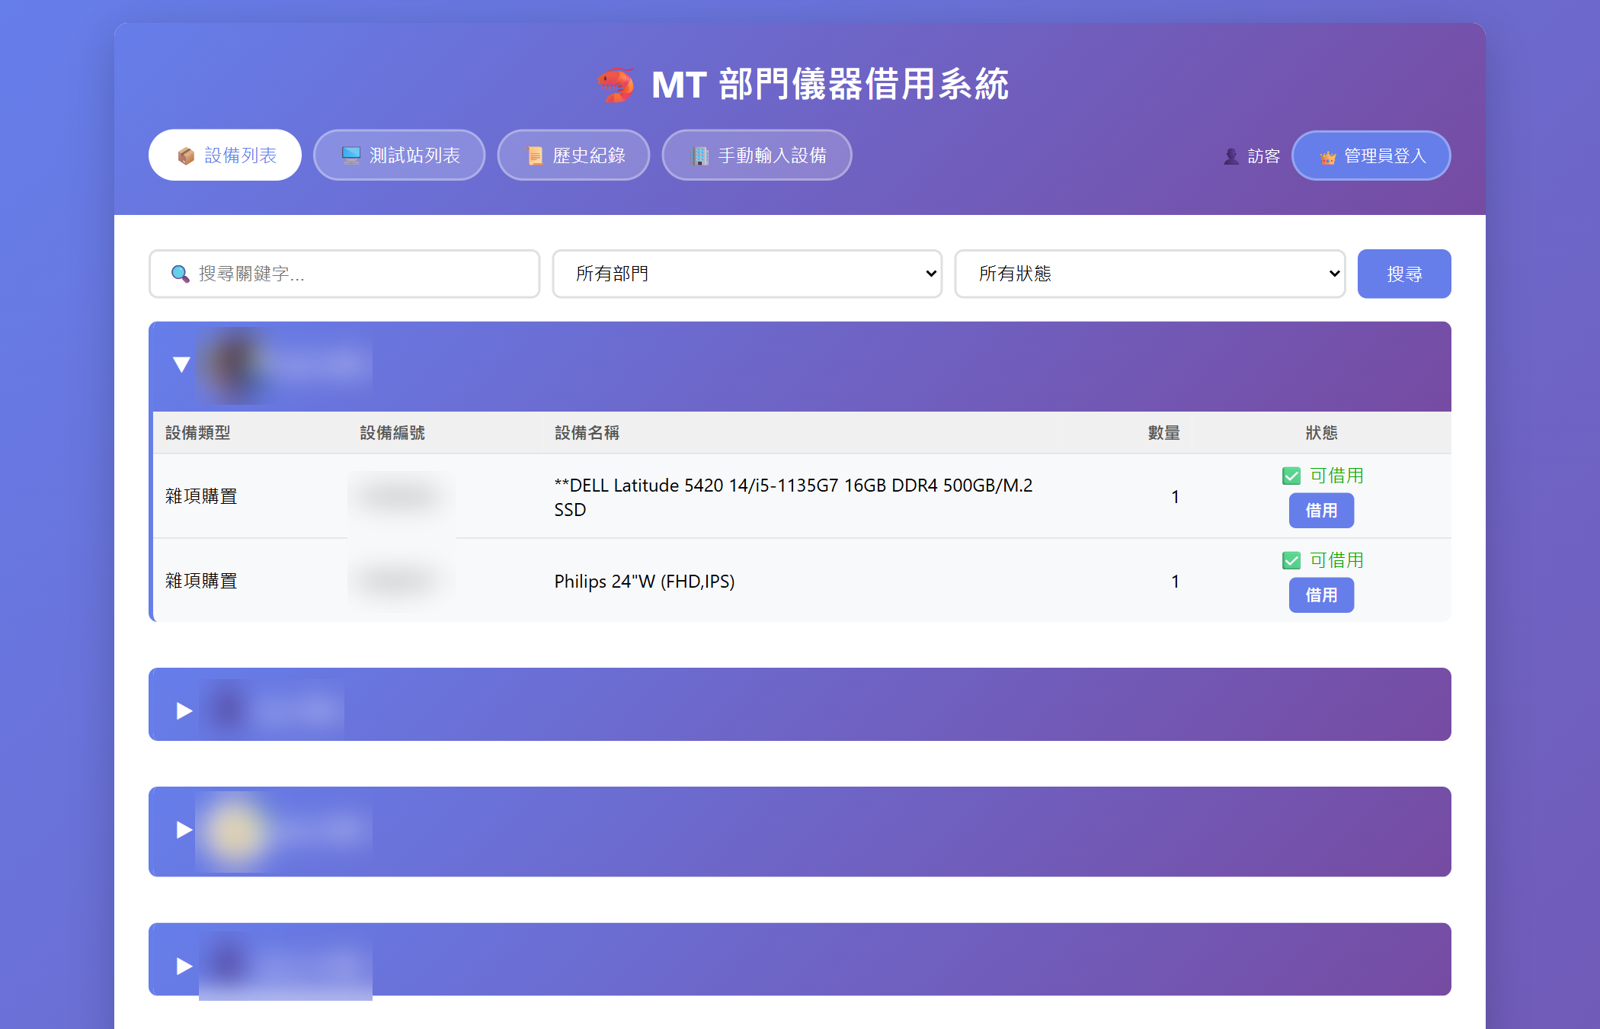 MT 部門儀器借用系統
設備列表
測試站列表
歷史紀錄
手動輸入設備
訪客
管理員登入
搜尋關鍵字...
所有部門
所有狀態
搜尋
設備類型 設備編號 設備名稱 數量 狀態
雜項購置 **DELL Latitude 5420 14/i5-1135G7 16GB DDR4 500GB/M.2 1 可借用
SSD
借用
雜項購置 Philips 24"W (FHD,IPS) 1 可借用
借用